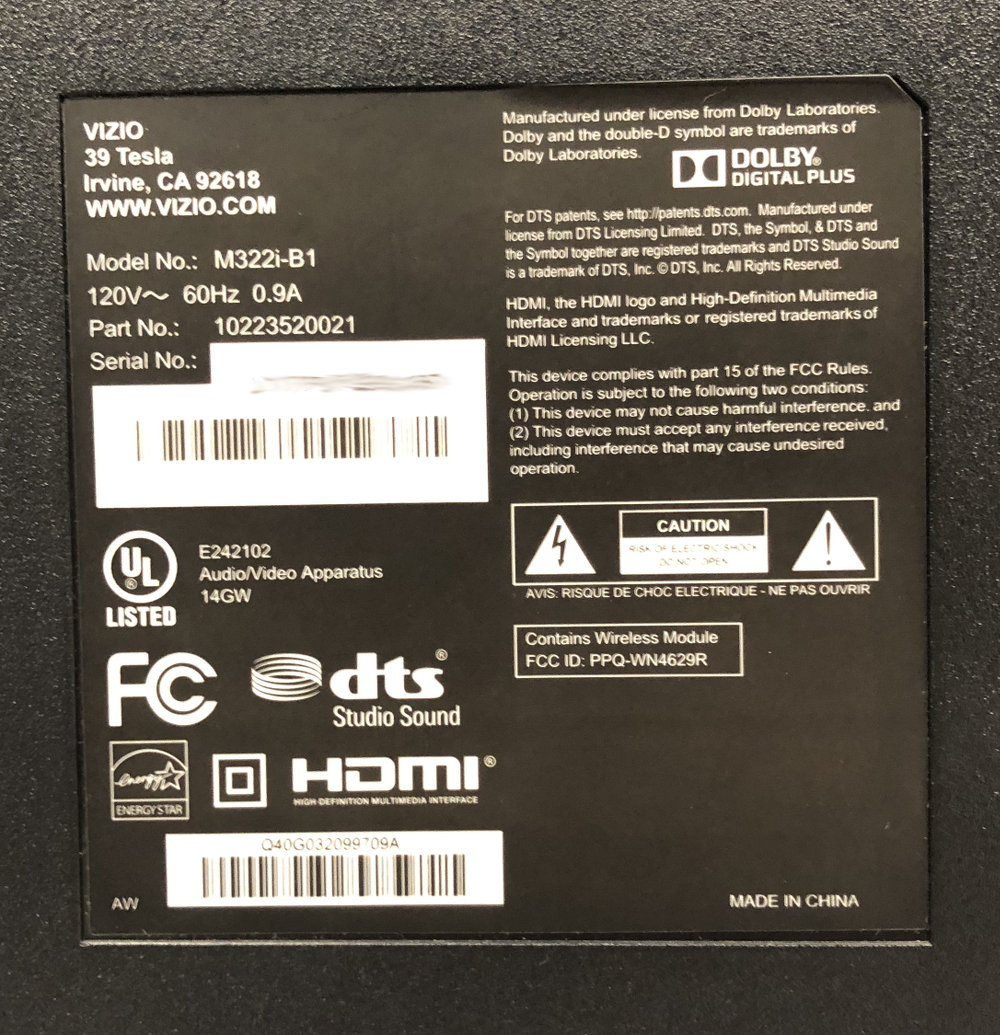 VIZIO
39 Tesla
Irvine, CA 92618
WWW.VIZIO.COM
Model No.: M322i-B1
120V～ 60Hz 0.9A
Part No.: 10223520021
Serial No.:
UL
®
LISTED
E242102
Audio/Video Apparatus
14GW
FC
dts®
Studio Sound
energy
ENERGY STAR
HDMI®
HIGH-DEFINITION MULTIMEDIA INTERFACE
Q40G032099709A
AW
Manufactured under license from Dolby Laboratories.
Dolby and the double-D symbol are trademarks of
Dolby Laboratories.
DOLBY®
DIGITAL PLUS
For DTS patents, see http://patents.dts.com. Manufactured under
license from DTS Licensing Limited. DTS, the Symbol, & DTS and
the Symbol together are registered trademarks and DTS Studio Sound
is a trademark of DTS, Inc. © DTS, Inc. All Rights Reserved.
HDMI, the HDMI logo and High-Definition Multimedia
Interface and trademarks or registered trademarks of
HDMI Licensing LLC.
This device complies with part 15 of the FCC Rules.
Operation is subject to the following two conditions:
(1) This device may not cause harmful interference. and
(2) This device must accept any interference received,
including interference that may cause undesired
operation.
CAUTION
RISK OF ELECTRIC SHOCK
DO NOT OPEN
AVIS: RISQUE DE CHOC ELECTRIQUE - NE PAS OUVRIR
Contains Wireless Module
FCC ID: PPQ-WN4629R
MADE IN CHINA